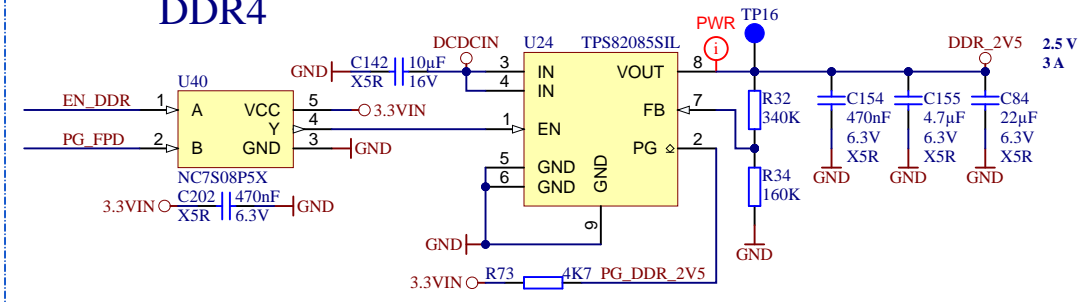 DDR4
PWR
TP16
DCDCIN
U24
TPS82085SIL
DDR_2V5
2.5 V
3 A
C142
10µF
GND
X5R
16V
3
IN
4
IN
VOUT
8
U40
EN_DDR
1
A
VCC
5
3.3VIN
Y
4
PG_FPD
2
B
GND
3
GND
NC7S08P5X
1
EN
FB
7
PG
2
5
GND
6
GND
GND
9
R32
340K
R34
160K
GND
C154
470nF
6.3V
X5R
GND
C155
4.7µF
6.3V
X5R
GND
C84
22µF
6.3V
X5R
GND
3.3VIN
C202
470nF
GND
X5R
6.3V
GND
3.3VIN
R73
4K7
PG_DDR_2V5